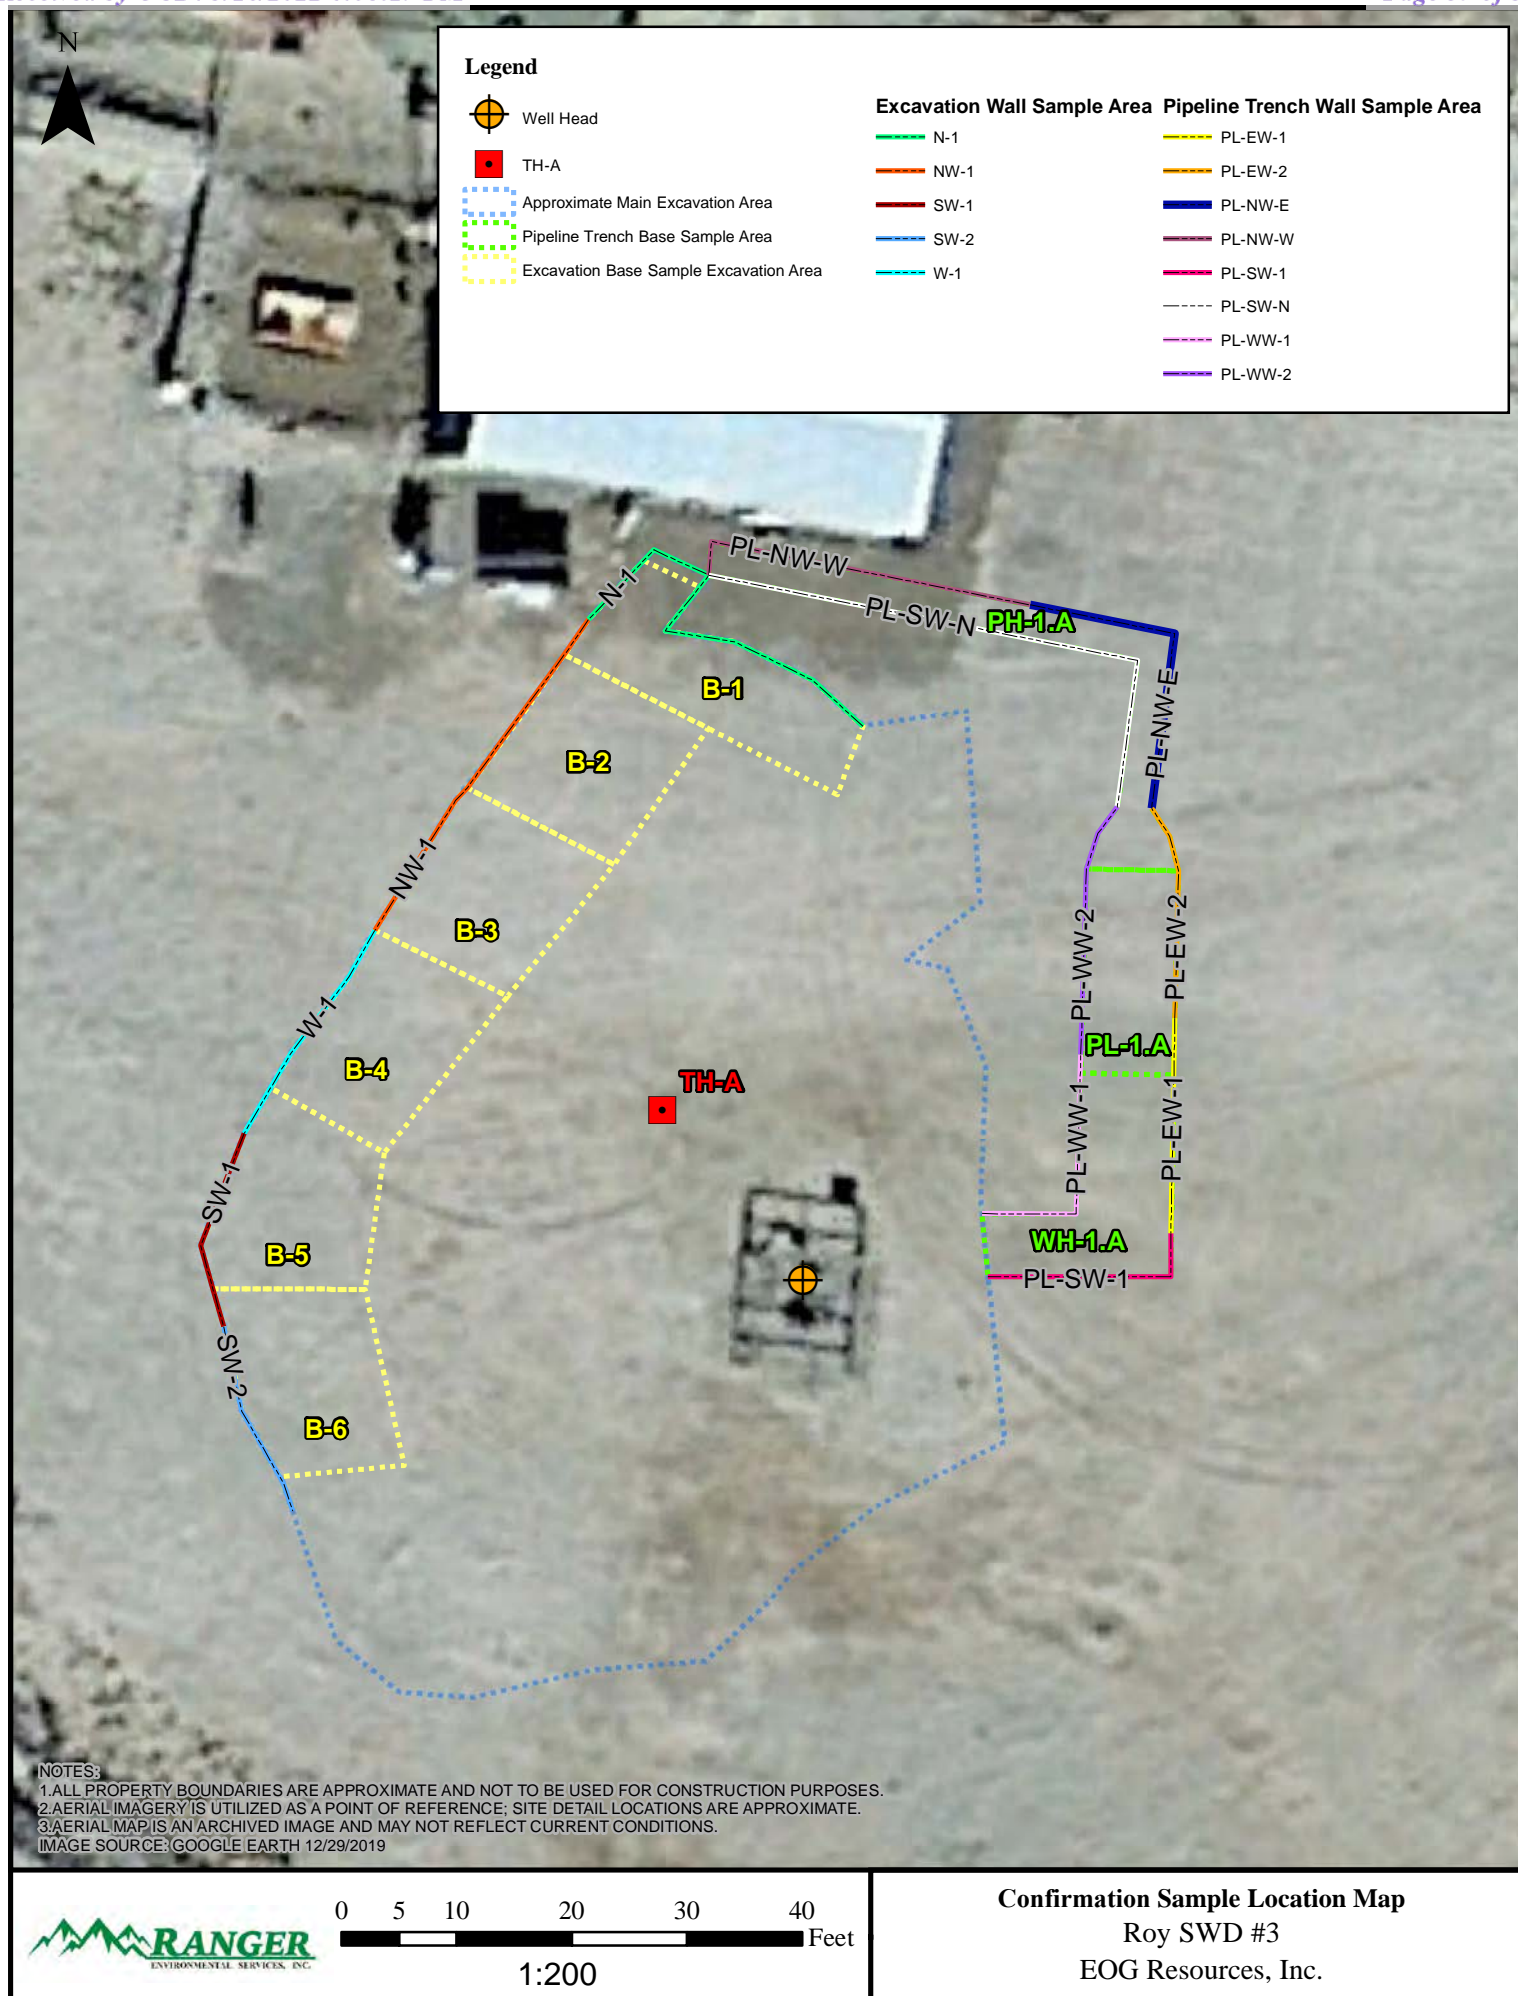 N
Legend
Well Head
TH-A
Approximate Main Excavation Area
Pipeline Trench Base Sample Area
Excavation Base Sample Excavation Area
Excavation Wall Sample Area
N-1
NW-1
SW-1
SW-2
W-1
Pipeline Trench Wall Sample Area
PL-EW-1
PL-EW-2
PL-NW-E
PL-NW-W
PL-SW-1
PL-SW-N
PL-WW-1
PL-WW-2
PL-NW-W
N-1
PL-SW-N
PH-1.A
B-1
PL-NW-E
B-2
NW-1
B-3
PL-WW-2
PL-EW-2
W-1
PL-1.A
B-4
TH-A
PL-WW-1
PL-EW-1
SW-1
WH-1.A
B-5
PL-SW-1
SW-2
B-6
NOTES:
1.ALL PROPERTY BOUNDARIES ARE APPROXIMATE AND NOT TO BE USED FOR CONSTRUCTION PURPOSES.
2.AERIAL IMAGERY IS UTILIZED AS A POINT OF REFERENCE; SITE DETAIL LOCATIONS ARE APPROXIMATE.
3.AERIAL MAP IS AN ARCHIVED IMAGE AND MAY NOT REFLECT CURRENT CONDITIONS.
IMAGE SOURCE: GOOGLE EARTH 12/29/2019
RANGER
ENVIRONMENTAL SERVICES, INC.
0 5 10 20 30 40
Feet
1:200
Confirmation Sample Location Map
Roy SWD #3
EOG Resources, Inc.